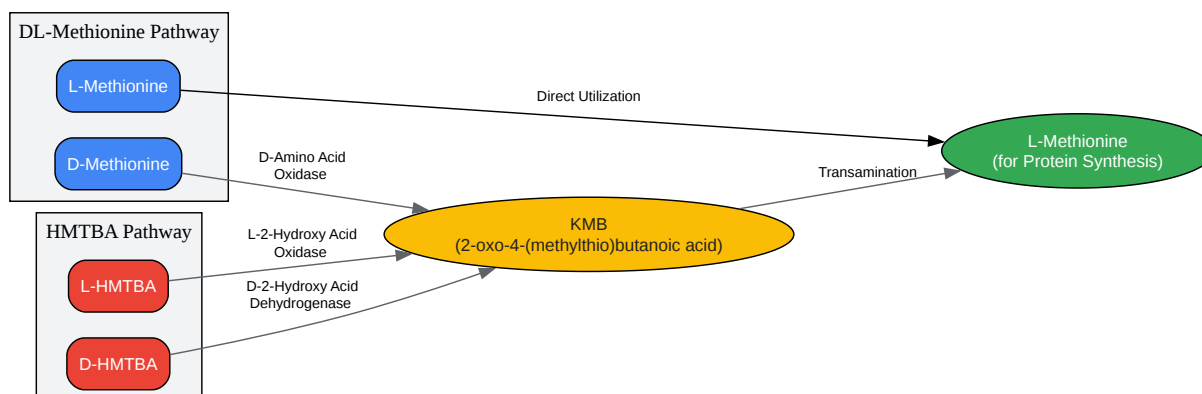 DL-Methionine Pathway
L-Methionine
D-Methionine
Direct Utilization
D-Amino Acid
Oxidase
L-Methionine
(for Protein Synthesis)
Transamination
HMTBA Pathway
L-HMTBA
D-HMTBA
L-2-Hydroxy Acid
Oxidase
D-2-Hydroxy Acid
Dehydrogenase
KMB
(2-oxo-4-(methylthio)butanoic acid)